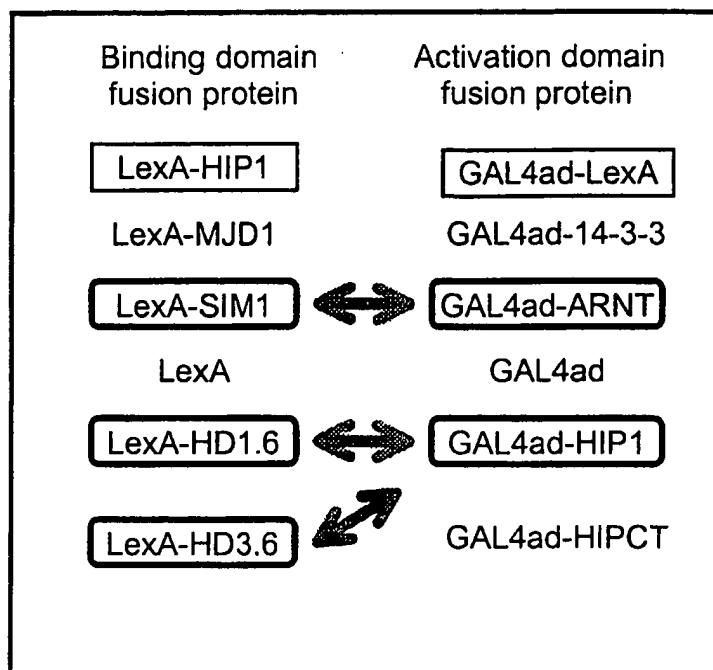 Binding domain
fusion protein
Activation domain
fusion protein
LexA-HIP1
GAL4ad-LexA
LexA-MJD1
GAL4ad-14-3-3
LexA-SIM1
GAL4ad-ARNT
LexA
GAL4ad
LexA-HD1.6
GAL4ad-HIP1
LexA-HD3.6
GAL4ad-HIPCT